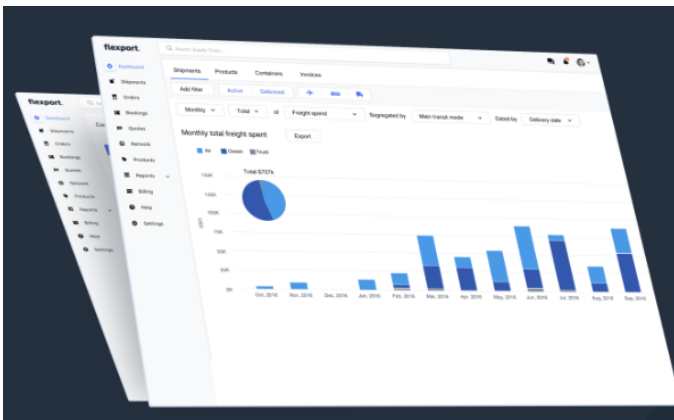 flexport.
Search Supply Chain...
Dashboard
Shipments
Orders
Bookings
Quotes
Network
Products
Reports
Billing
Help
Settings
Shipments Products Containers Invoices
Add filter Active Delivered
Monthly Total of Freight spend Segregated by Main transit mode Dated by Delivery date
Monthly total freight spent Export
Air Ocean Truck
Total $707k
150K
125K
100K
75K
50K
25K
0K
Oct, 2016 Nov, 2016 Dec, 2016 Jan, 2016 Feb, 2016 Mar, 2016 Apr, 2016 May, 2016 Jun, 2016 Jul, 2016 Aug, 2016 Sep, 2016
flexport.
Dashboard
Shipments
Orders
Bookings
Quotes
Network
Products
Reports
Billing
Help
Settings